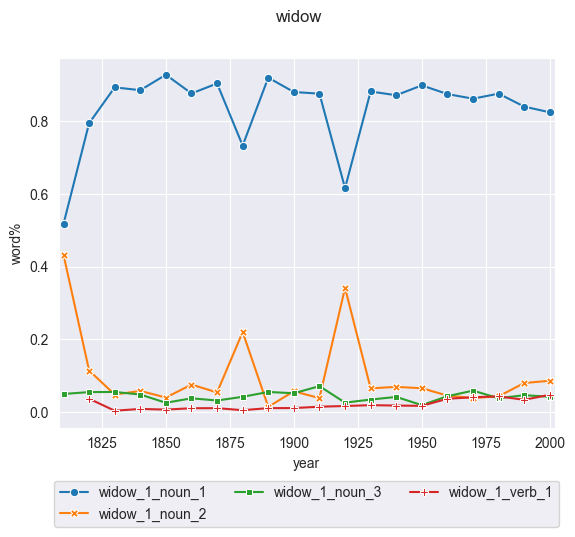 widow
0.8
0.6
0.4
0.2
0.0
word%
1825 1850 1875 1900 1925 1950 1975 2000
year
widow_1_noun_1 widow_1_noun_3 widow_1_verb_1
widow_1_noun_2